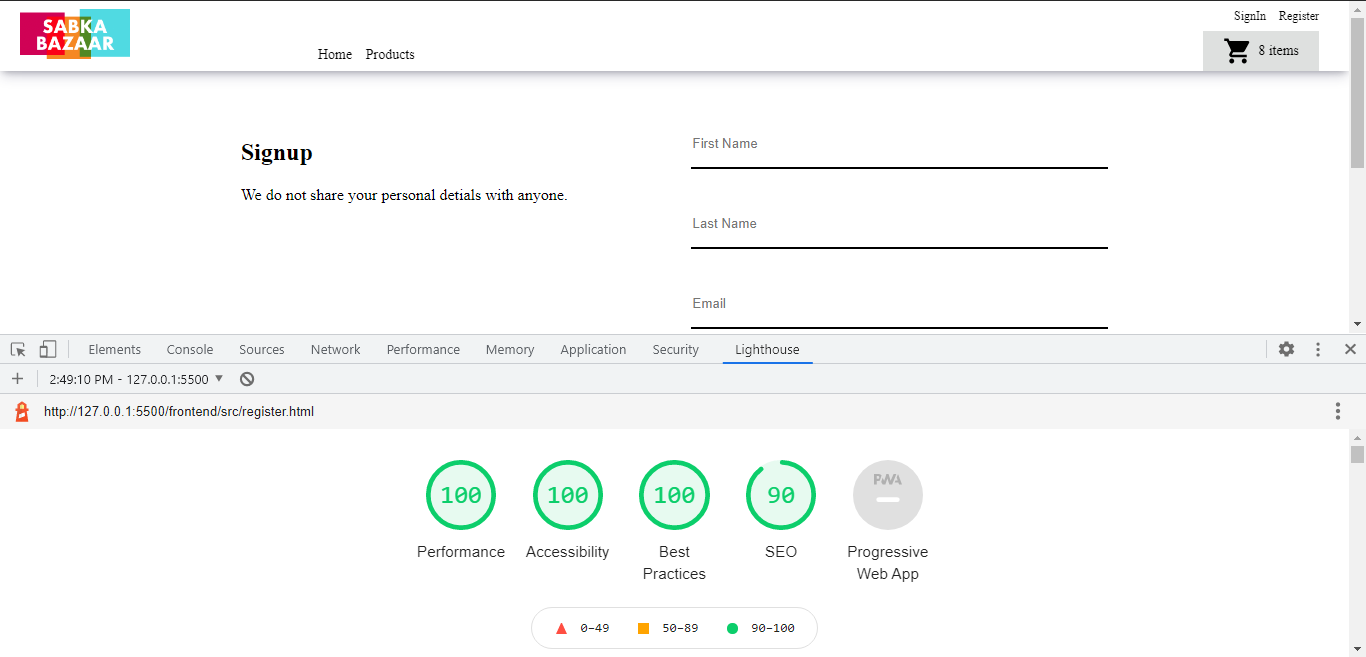 SABKA
BAZAAR
Home Products
SignIn Register
8 items
Signup
We do not share your personal detials with anyone.
First Name
Last Name
Email
Elements Console Sources Network Performance Memory Application Security Lighthouse
2:49:10 PM - 127.0.0.1:5500
http://127.0.0.1:5500/frontend/src/register.html
100 100 100 90 PWA
Performance Accessibility Best Practices SEO Progressive Web App
0–49 50–89 90–100